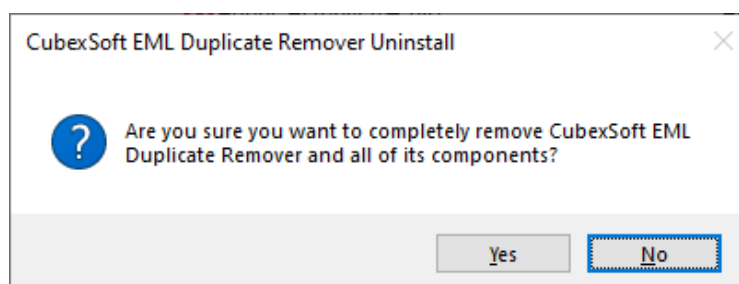 CubexSoft EML Duplicate Remover Uninstall
Are you sure you want to completely remove CubexSoft EML
Duplicate Remover and all of its components?
Yes
No